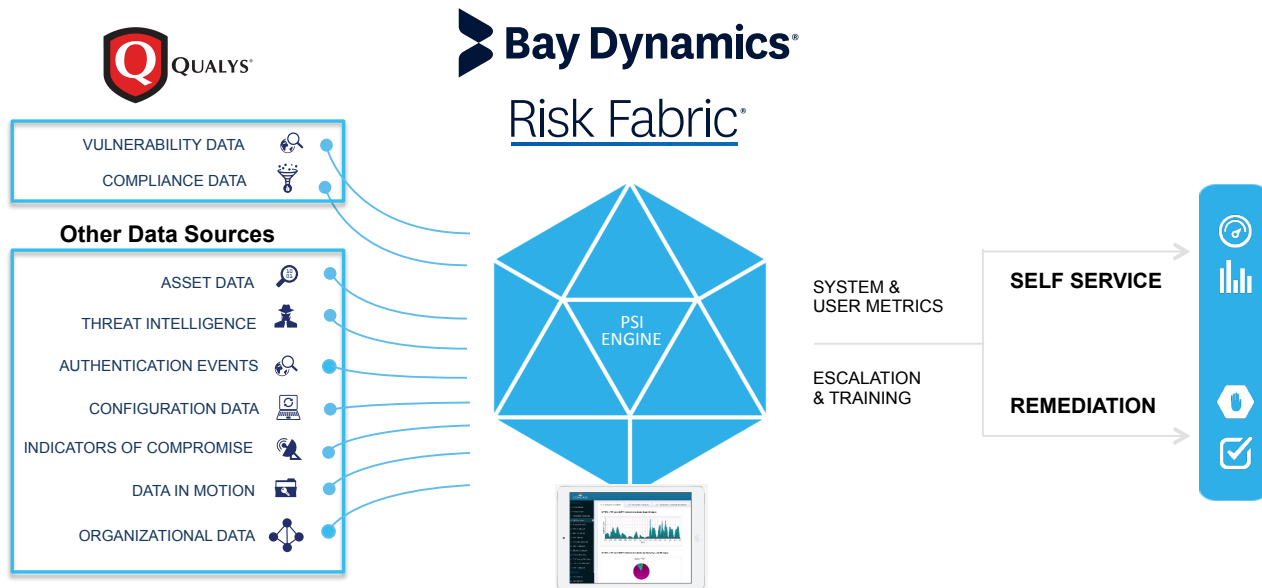 QUALYS®
Bay Dynamics®
Risk Fabric®
VULNERABILITY DATA
COMPLIANCE DATA
Other Data Sources
ASSET DATA
THREAT INTELLIGENCE
AUTHENTICATION EVENTS
CONFIGURATION DATA
INDICATORS OF COMPROMISE
DATA IN MOTION
ORGANIZATIONAL DATA
PSI
ENGINE
SYSTEM &
USER METRICS
ESCALATION
& TRAINING
SELF SERVICE
REMEDIATION